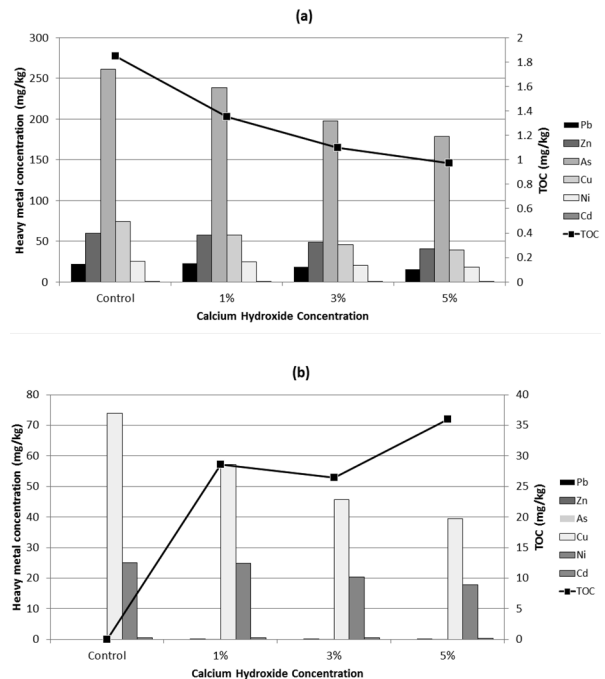 (a)
Heavy metal concentration (mg/kg)
300
250
200
150
100
50
0
2
1.8
1.6
1.4
1.2
1
0.8
0.6
0.4
0.2
0
TOC (mg/kg)
Control 1% 3% 5%
Calcium Hydroxide Concentration
Pb
Zn
As
Cu
Ni
Cd
TOC
(b)
Heavy metal concentration (mg/kg)
80
70
60
50
40
30
20
10
0
40
35
30
25
20
15
10
5
0
TOC (mg/kg)
Control 1% 3% 5%
Calcium Hydroxide Concentration
Pb
Zn
As
Cu
Ni
Cd
TOC